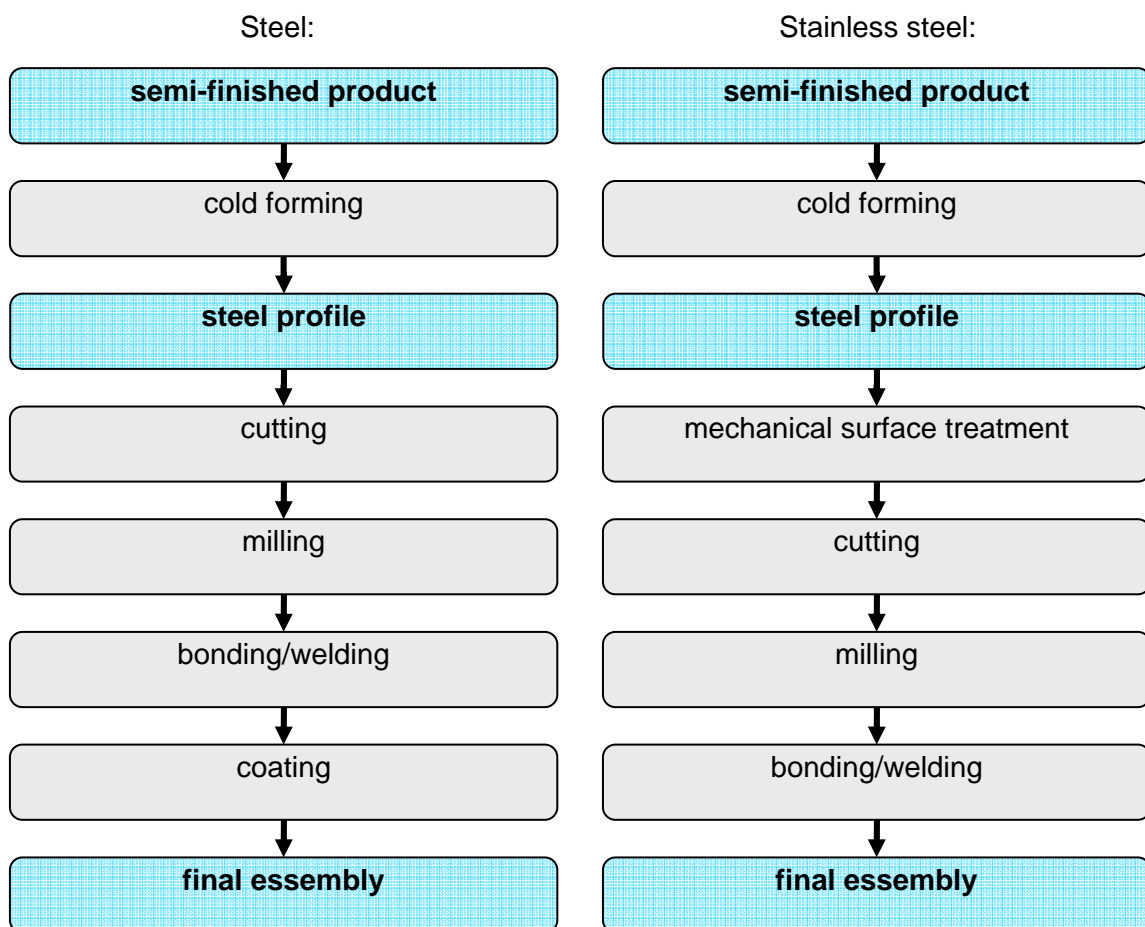 Steel:
semi-finished product
cold forming
steel profile
cutting
milling
bonding/welding
coating
final essembly
Stainless steel:
semi-finished product
cold forming
steel profile
mechanical surface treatment
cutting
milling
bonding/welding
final essembly